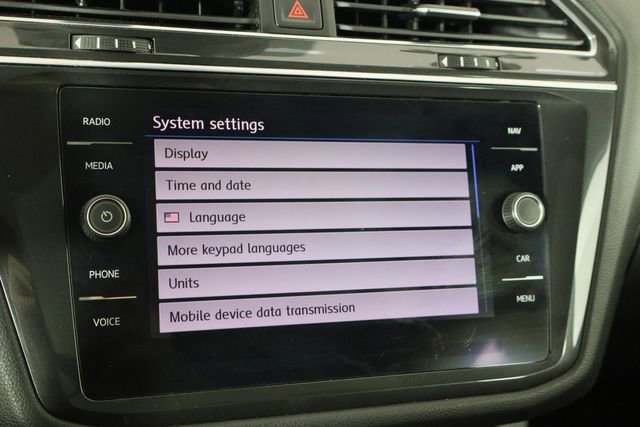 RADIO
MEDIA
PHONE
VOICE
System settings
Display
Time and date
Language
More keypad languages
Units
Mobile device data transmission
NAV
APP
CAR
MENU